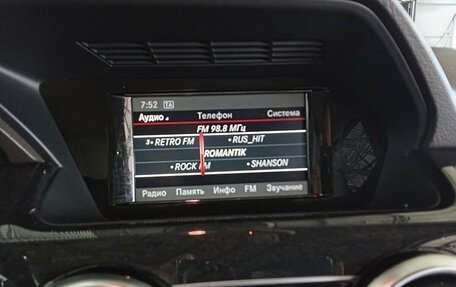 7:52 TA
Аудио Телефон Система
FM 98.8 МГц
3• RETRO FM •RUS_HIT
ROMANTIK
•ROCK FM •SHANSON
Радио Память Инфо FM Звучание